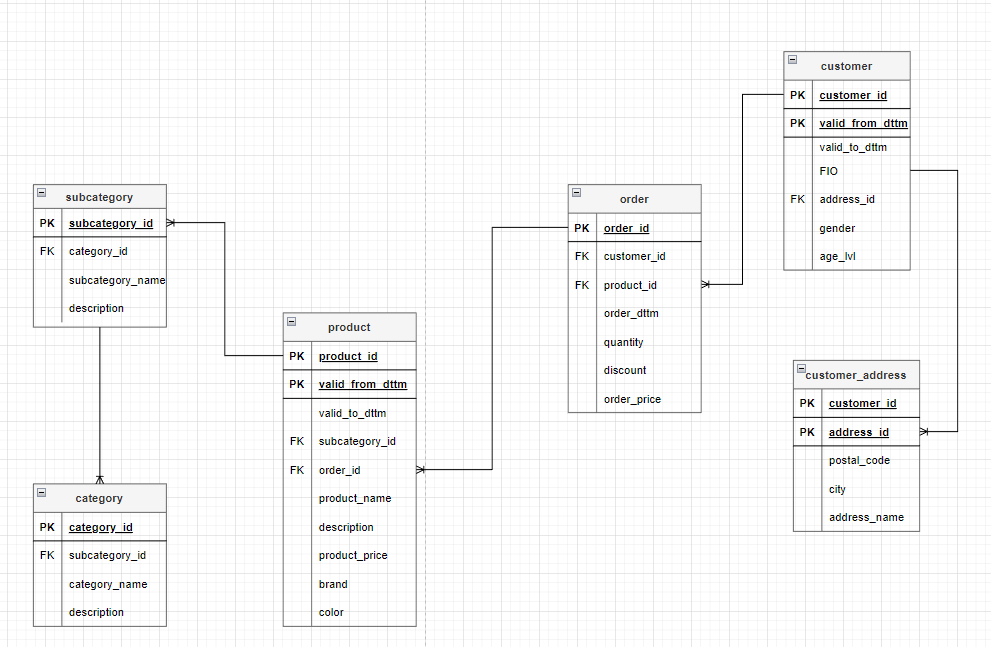 subcategory
PK subcategory_id
FK category_id
subcategory_name
description
category
PK category_id
FK subcategory_id
category_name
description
product
PK product_id
PK valid_from_dttm
valid_to_dttm
FK subcategory_id
FK order_id
product_name
description
product_price
brand
color
order
PK order_id
FK customer_id
FK product_id
order_dttm
quantity
discount
order_price
customer
PK customer_id
PK valid_from_dttm
valid_to_dttm
FIO
FK address_id
gender
age_lvl
customer_address
PK customer_id
PK address_id
postal_code
city
address_name